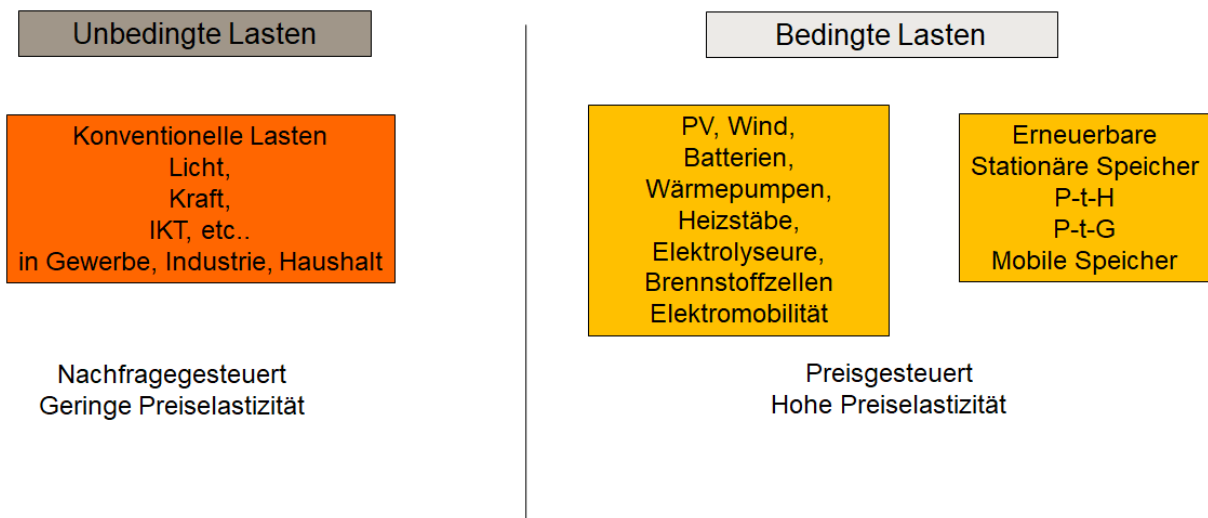 Unbedingte Lasten
Konventionelle Lasten
Licht,
Kraft,
IKT, etc..
in Gewerbe, Industrie, Haushalt
Nachfragegesteuert
Geringe Preiselastizität
Bedingte Lasten
PV, Wind,
Batterien,
Wärmepumpen,
Heizstäbe,
Elektrolyseure,
Brennstoffzellen
Elektromobilität
Erneuerbare
Stationäre Speicher
P-t-H
P-t-G
Mobile Speicher
Preisgesteuert
Hohe Preiselastizität